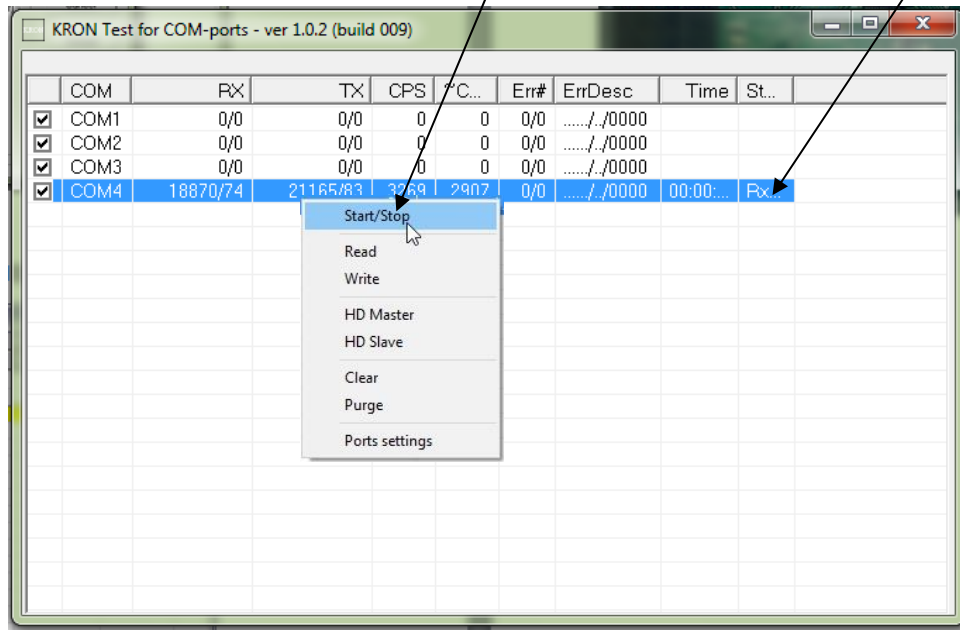 KRON Test for COM-ports - ver 1.0.2 (build 009)
COM RX TX CPS °C... Err# ErrDesc Time St...
COM1 0/0 0/0 0 0 0/0 ....../../0000
COM2 0/0 0/0 0 0 0/0 ....../../0000
COM3 0/0 0/0 0 0 0/0 ....../../0000
COM4 18870/74 21165/83 3269 2907 0/0 ....../../0000 00:00:... Rx...
Start/Stop
Read
Write
HD Master
HD Slave
Clear
Purge
Ports settings